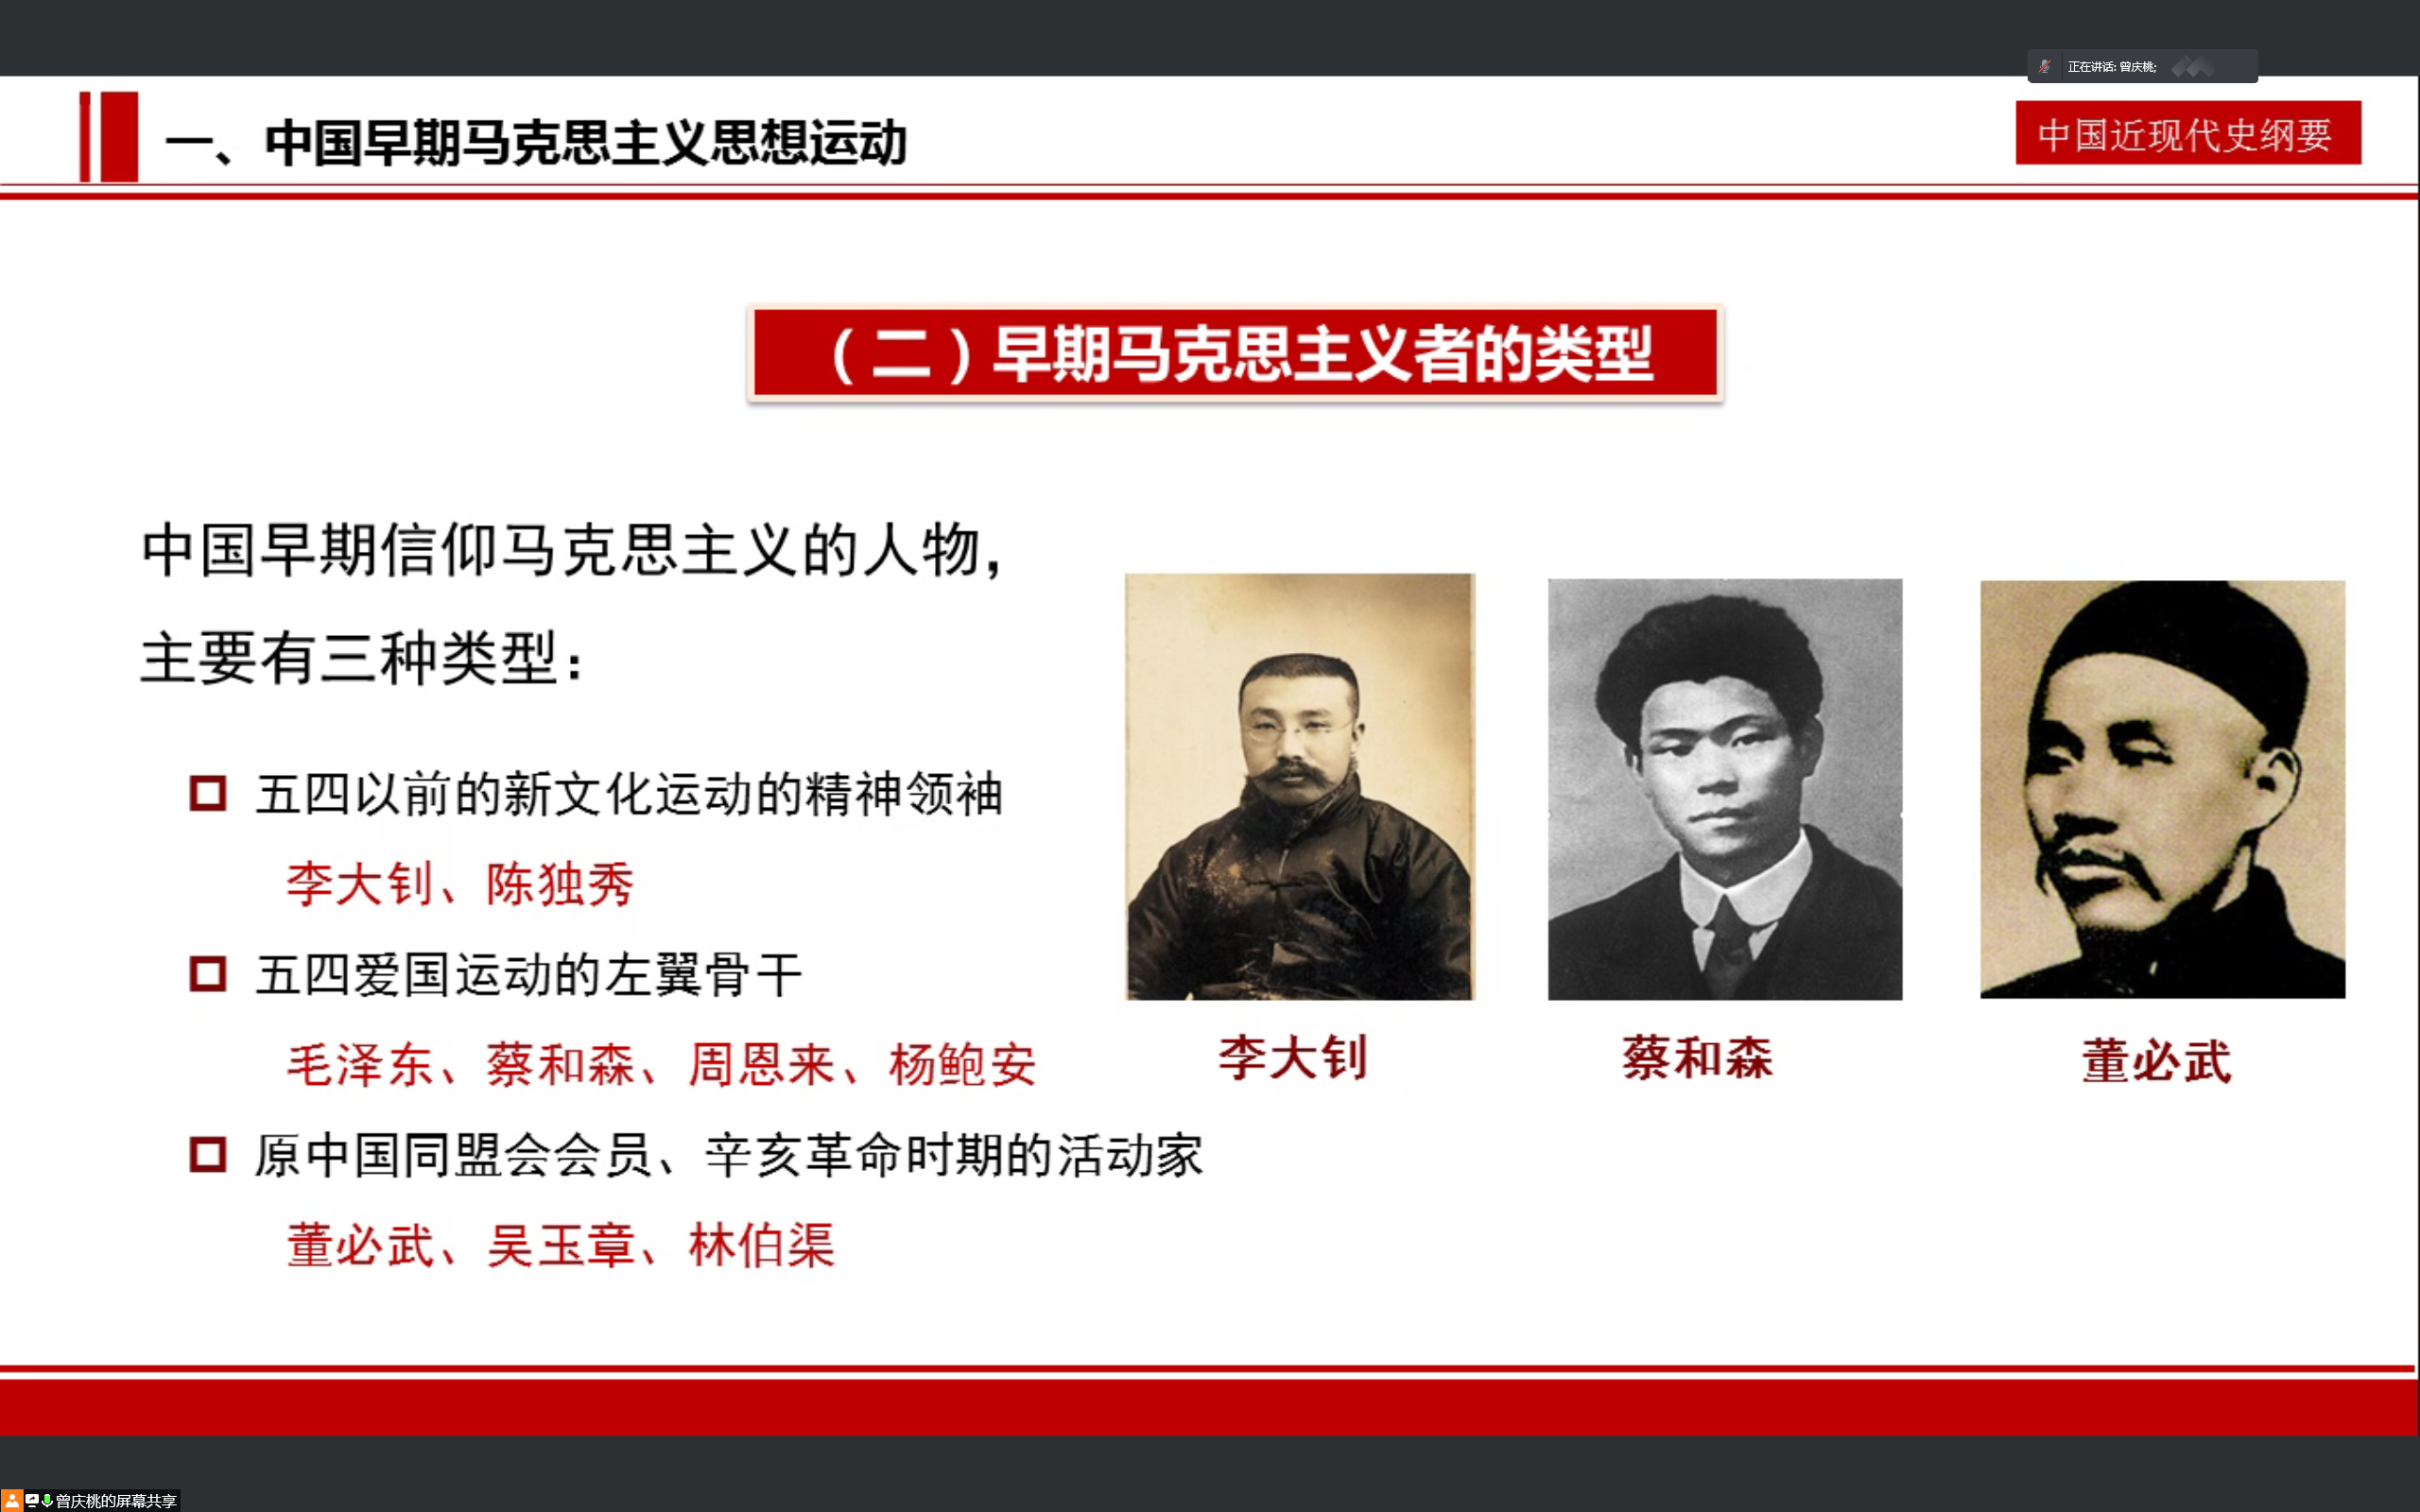 正在讲话: 曾庆桃;
一、中国早期马克思主义思想运动
中国近现代史纲要
（二）早期马克思主义者的类型
中国早期信仰马克思主义的人物，
主要有三种类型：
五四以前的新文化运动的精神领袖
李大钊、陈独秀
五四爱国运动的左翼骨干
毛泽东、蔡和森、周恩来、杨鲍安
原中国同盟会会员、辛亥革命时期的活动家
董必武、吴玉章、林伯渠
李大钊
蔡和森
董必武
曾庆桃的屏幕共享